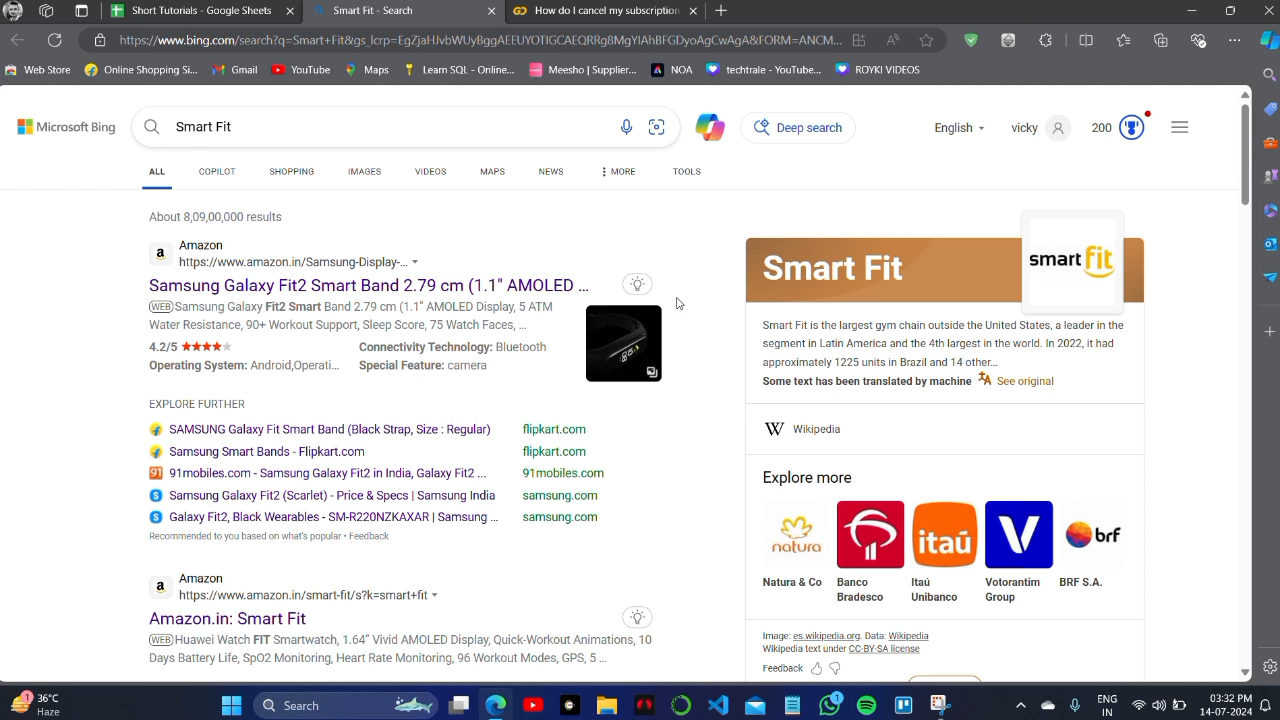 Short Tutorials - Google Sheets
Smart Fit - Search
How do I cancel my subscription
https://www.bing.com/search?q=Smart+Fit&gs_lcrp=EgZjaHJvbWUyBggAEEUYOTIGCAEQRRg8MgYIAhBFGDyoAgCwAgA&FORM=ANCM...
Web Store
Online Shopping Si...
Gmail
YouTube
Maps
Learn SQL - Online...
Meesho | Supplier...
NOA
techtrale - YouTube...
ROYKI VIDEOS
Microsoft Bing
Smart Fit
Deep search
English
vicky
200
ALL
COPILOT
SHOPPING
IMAGES
VIDEOS
MAPS
NEWS
MORE
TOOLS
About 8,09,00,000 results
Amazon
https://www.amazon.in/Samsung-Display-...
Samsung Galaxy Fit2 Smart Band 2.79 cm (1.1" AMOLED ...
WEB Samsung Galaxy Fit2 Smart Band 2.79 cm (1.1" AMOLED Display, 5 ATM
Water Resistance, 90+ Workout Support, Sleep Score, 75 Watch Faces, ...
4.2/5
Connectivity Technology: Bluetooth
Operating System: Android,Operati...
Special Feature: camera
EXPLORE FURTHER
SAMSUNG Galaxy Fit Smart Band (Black Strap, Size : Regular)
flipkart.com
Samsung Smart Bands - Flipkart.com
flipkart.com
91mobiles.com - Samsung Galaxy Fit2 in India, Galaxy Fit2 ...
91mobiles.com
Samsung Galaxy Fit2 (Scarlet) - Price & Specs | Samsung India
samsung.com
Galaxy Fit2, Black Wearables - SM-R220NZKAXAR | Samsung ...
samsung.com
Recommended to you based on what's popular • Feedback
Amazon
https://www.amazon.in/smart-fit/s?k=smart+fit
Amazon.in: Smart Fit
WEB Huawei Watch FIT Smartwatch, 1.64" Vivid AMOLED Display, Quick-Workout Animations, 10
Days Battery Life, SpO2 Monitoring, Heart Rate Monitoring, 96 Workout Modes, GPS, 5 ...
Smart Fit
smart fit
Smart Fit is the largest gym chain outside the United States, a leader in the
segment in Latin America and the 4th largest in the world. In 2022, it had
approximately 1225 units in Brazil and 14 other...
Some text has been translated by machine
See original
W Wikipedia
Explore more
natura
itaú
V
brf
Natura & Co
Banco
Bradesco
Itaú
Unibanco
Votorantim
Group
BRF S.A.
Image: es.wikipedia.org. Data: Wikipedia
Wikipedia text under CC-BY-SA license
Feedback
1
36°C
Haze
Search
1
ENG
IN
03:32 PM
14-07-2024